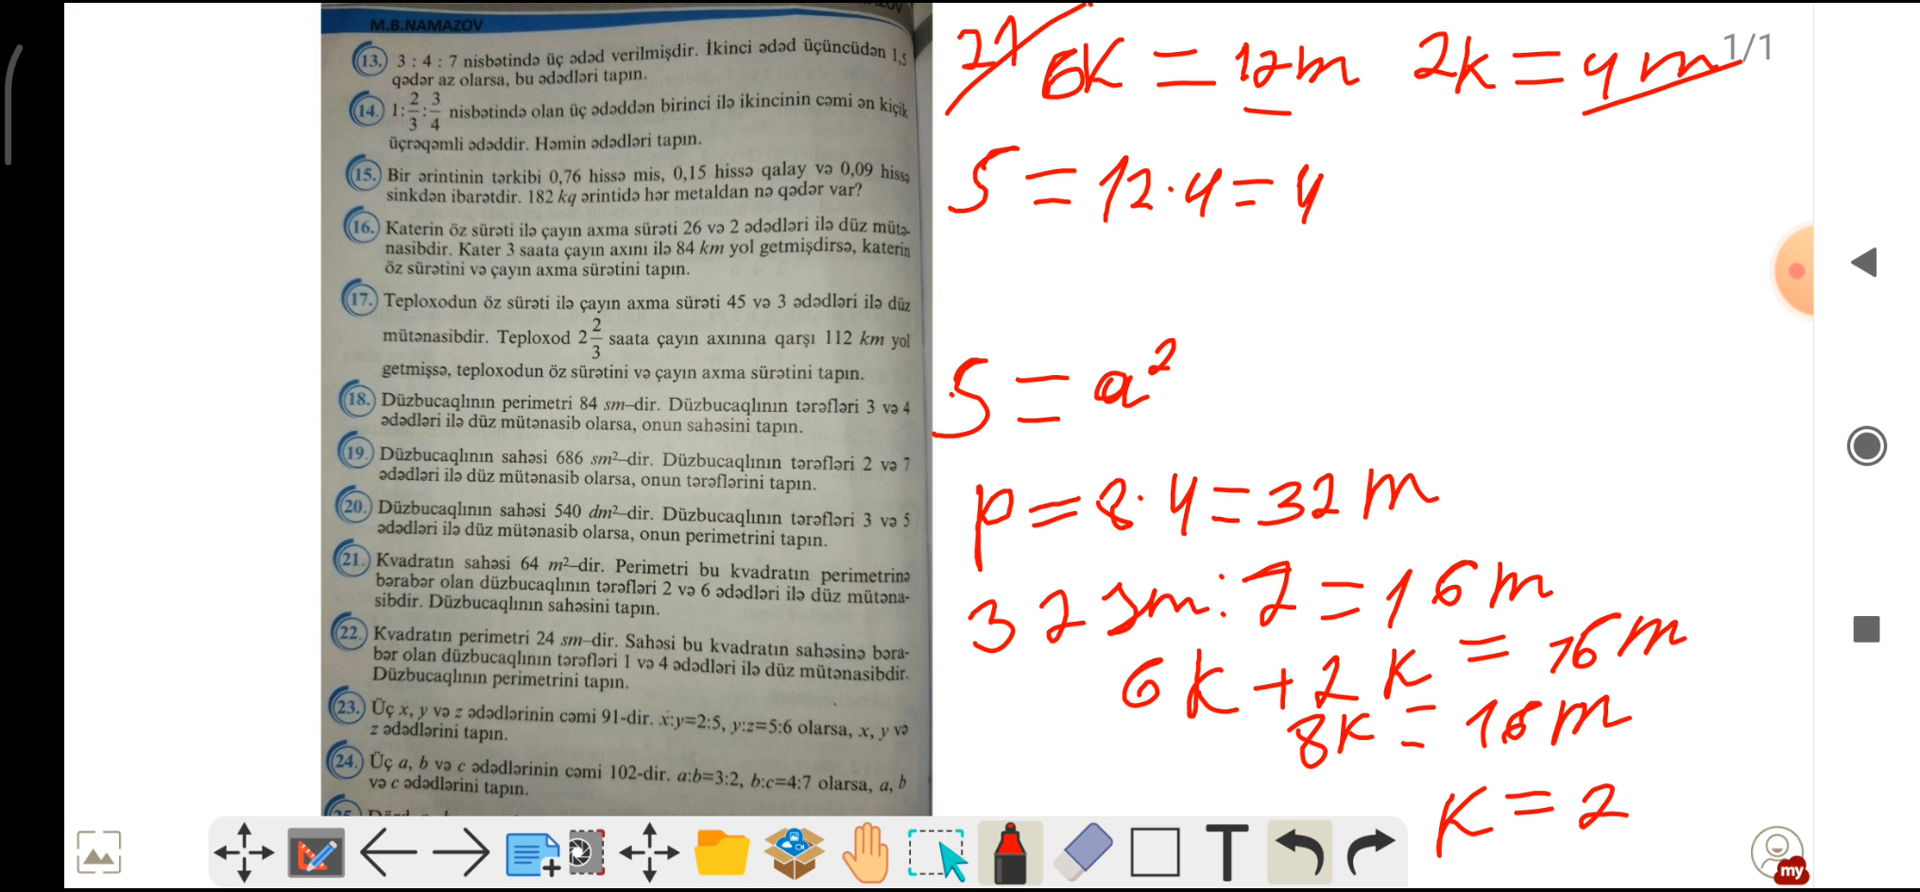 M.B.NAMAZOV
13. 3 : 4 : 7 nisbətində üç ədəd verilmişdir. İkinci ədəd üçüncüdən 1,5
qədər az olarsa, bu ədədləri tapın.
14. 1:2/3:3/4 nisbətində olan üç ədəddən birinci ilə ikincinin cəmi ən kiçik
üçrəqəmli ədəddir. Həmin ədədləri tapın.
15. Bir ərintinin tərkibi 0,76 hissə mis, 0,15 hissə qalay və 0,09 hissə
sinkdən ibarətdir. 182 kq ərintidə hər metaldan nə qədər var?
16. Katerin öz sürəti ilə çayın axma sürəti 26 və 2 ədədləri ilə düz mütə-
nasibdir. Kater 3 saata çayın axını ilə 84 km yol getmişdirsə, katerin
öz sürətini və çayın axma sürətini tapın.
17. Teploxodun öz sürəti ilə çayın axma sürəti 45 və 3 ədədləri ilə düz
mütənasibdir. Teploxod 2 2/3 saata çayın axınına qarşı 112 km yol
getmişsə, teploxodun öz sürətini və çayın axma sürətini tapın.
18. Düzbucaqlının perimetri 84 sm–dir. Düzbucaqlının tərəfləri 3 və 4
ədədləri ilə düz mütənasib olarsa, onun sahəsini tapın.
19. Düzbucaqlının sahəsi 686 sm²–dir. Düzbucaqlının tərəfləri 2 və 7
ədədləri ilə düz mütənasib olarsa, onun tərəflərini tapın.
20. Düzbucaqlının sahəsi 540 dm²–dir. Düzbucaqlının tərəfləri 3 və 5
ədədləri ilə düz mütənasib olarsa, onun perimetrini tapın.
21. Kvadratın sahəsi 64 m²–dir. Perimetri bu kvadratın perimetrinə
bərabər olan düzbucaqlının tərəfləri 2 və 6 ədədləri ilə düz mütəna-
sibdir. Düzbucaqlının sahəsini tapın.
22. Kvadratın perimetri 24 sm–dir. Sahəsi bu kvadratın sahəsinə bəra-
bər olan düzbucaqlının tərəfləri 1 və 4 ədədləri ilə düz mütənasibdir.
Düzbucaqlının perimetrini tapın.
23. Üç x, y və z ədədlərinin cəmi 91-dir. x:y=2:5, y:z=5:6 olarsa, x, y və
z ədədlərini tapın.
24. Üç a, b və c ədədlərinin cəmi 102-dir. a:b=3:2, b:c=4:7 olarsa, a, b
və c ədədlərini tapın.
21 6K = 12m 2k = 4m
1/1
S = 12·4 = 4
S = a²
P = 8·4 = 32 m
32 sm : 2 = 16 m
6k + 2k = 16 m
8k = 16 m
K = 2
T
my